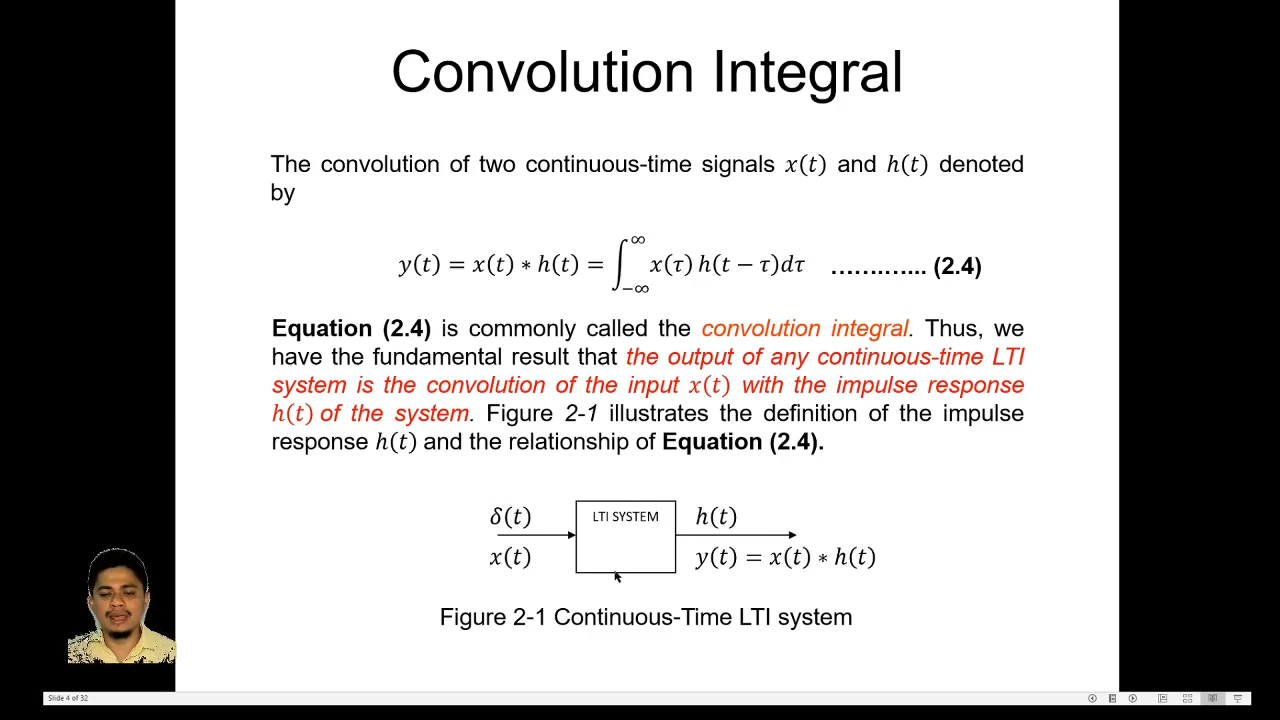 Convolution Integral
The convolution of two continuous-time signals 𝑥(𝑡) and ℎ(𝑡) denoted
by
𝑦(𝑡) = 𝑥(𝑡) ∗ ℎ(𝑡) = ∫_{−∞}^{∞} 𝑥(𝜏) ℎ(𝑡 − 𝜏)𝑑𝜏 ……..…... (2.4)
Equation (2.4) is commonly called the convolution integral. Thus, we
have the fundamental result that the output of any continuous-time LTI
system is the convolution of the input 𝑥(𝑡) with the impulse response
ℎ(𝑡) of the system. Figure 2-1 illustrates the definition of the impulse
response ℎ(𝑡) and the relationship of Equation (2.4).
𝛿(𝑡) LTI SYSTEM ℎ(𝑡)
𝑥(𝑡) 𝑦(𝑡) = 𝑥(𝑡) ∗ ℎ(𝑡)
Figure 2-1 Continuous-Time LTI system
Slide 4 of 32